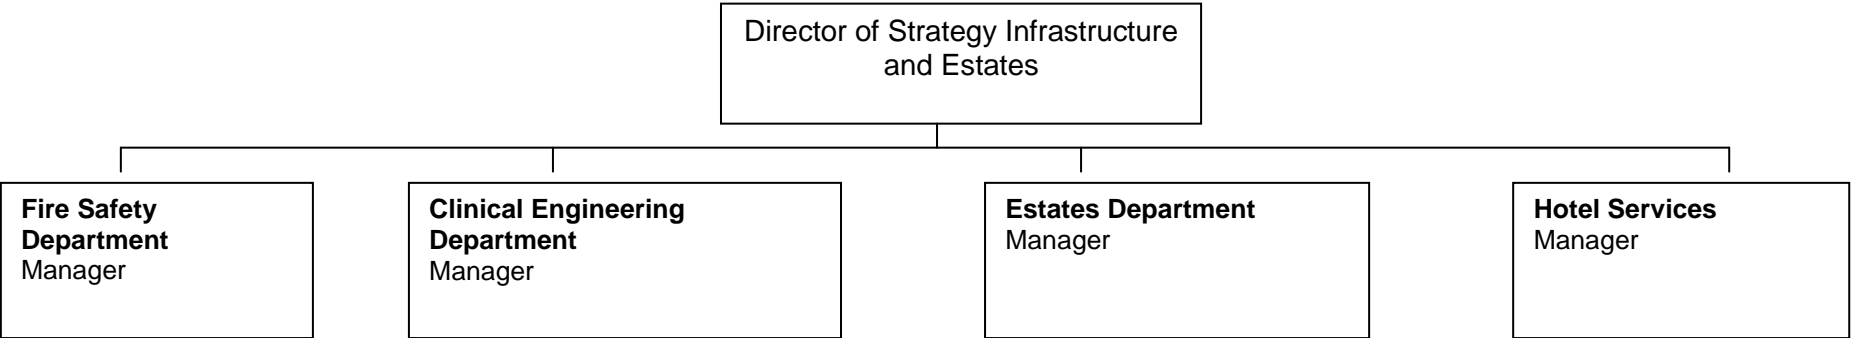 Director of Strategy Infrastructure
and Estates
Fire Safety
Department
Manager
Clinical Engineering
Department
Manager
Estates Department
Manager
Hotel Services
Manager